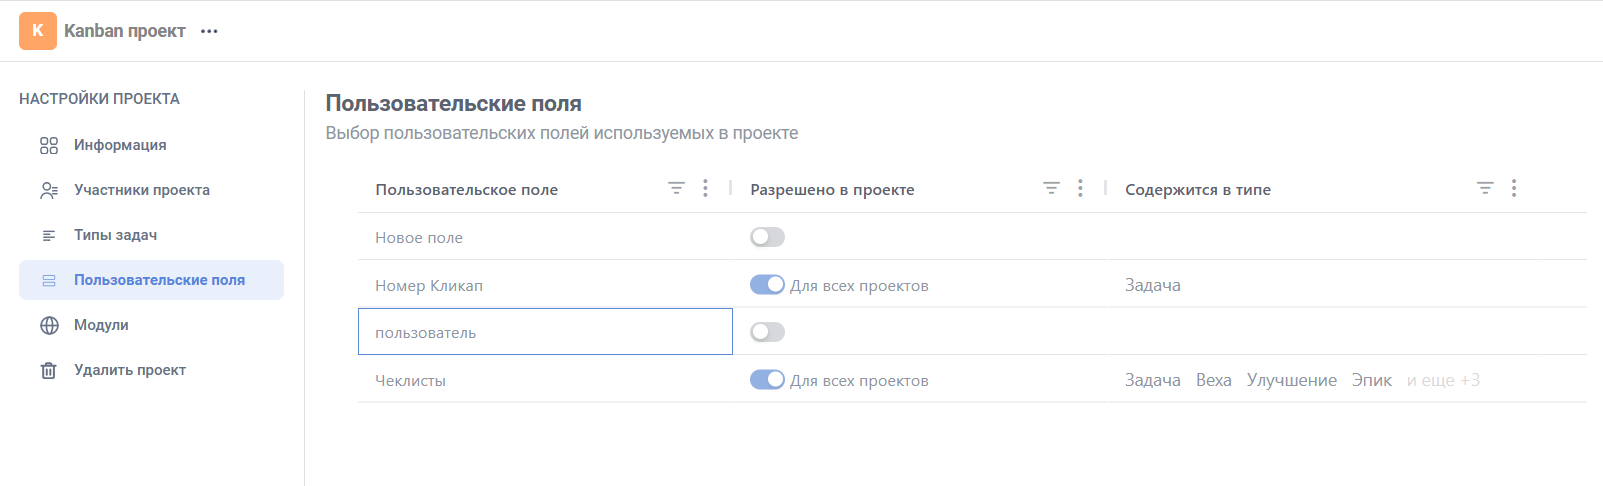 K Kanban проект
НАСТРОЙКИ ПРОЕКТА
Информация
Участники проекта
Типы задач
Пользовательские поля
Модули
Удалить проект
Пользовательские поля
Выбор пользовательских полей используемых в проекте
Пользовательское поле Разрешено в проекте Содержится в типе
Новое поле
Номер Кликап Для всех проектов Задача
пользователь
Чеклисты Для всех проектов Задача Веха Улучшение Эпик и еще +3